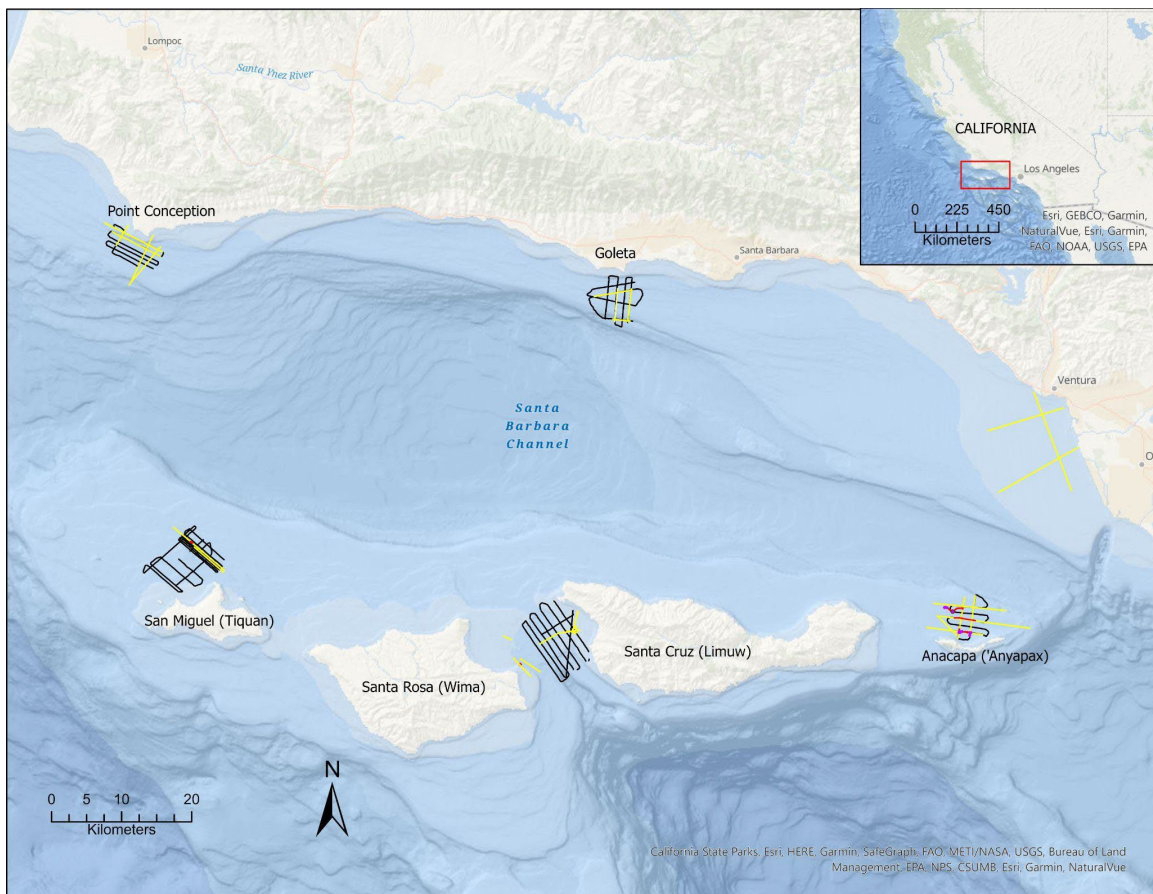 Lompoc
Santa Ynez River
Point Conception
Goleta
Santa Barbara
CALIFORNIA
Los Angeles
0 225 450
Kilometers
Esri, GEBCO, Garmin,
NaturalVue, Esri, Garmin,
FAO, NOAA, USGS, EPA
Ventura
Santa
Barbara
Channel
O
San Miguel (Tiquan)
Santa Rosa (Wima)
Santa Cruz (Limuw)
Anacapa ('Anyapax)
N
0 5 10 20
Kilometers
California State Parks, Esri, HERE, Garmin, SafeGraph, FAO, METI/NASA, USGS, Bureau of Land
Management, EPA, NPS, CSUMB, Esri, Garmin, NaturalVue